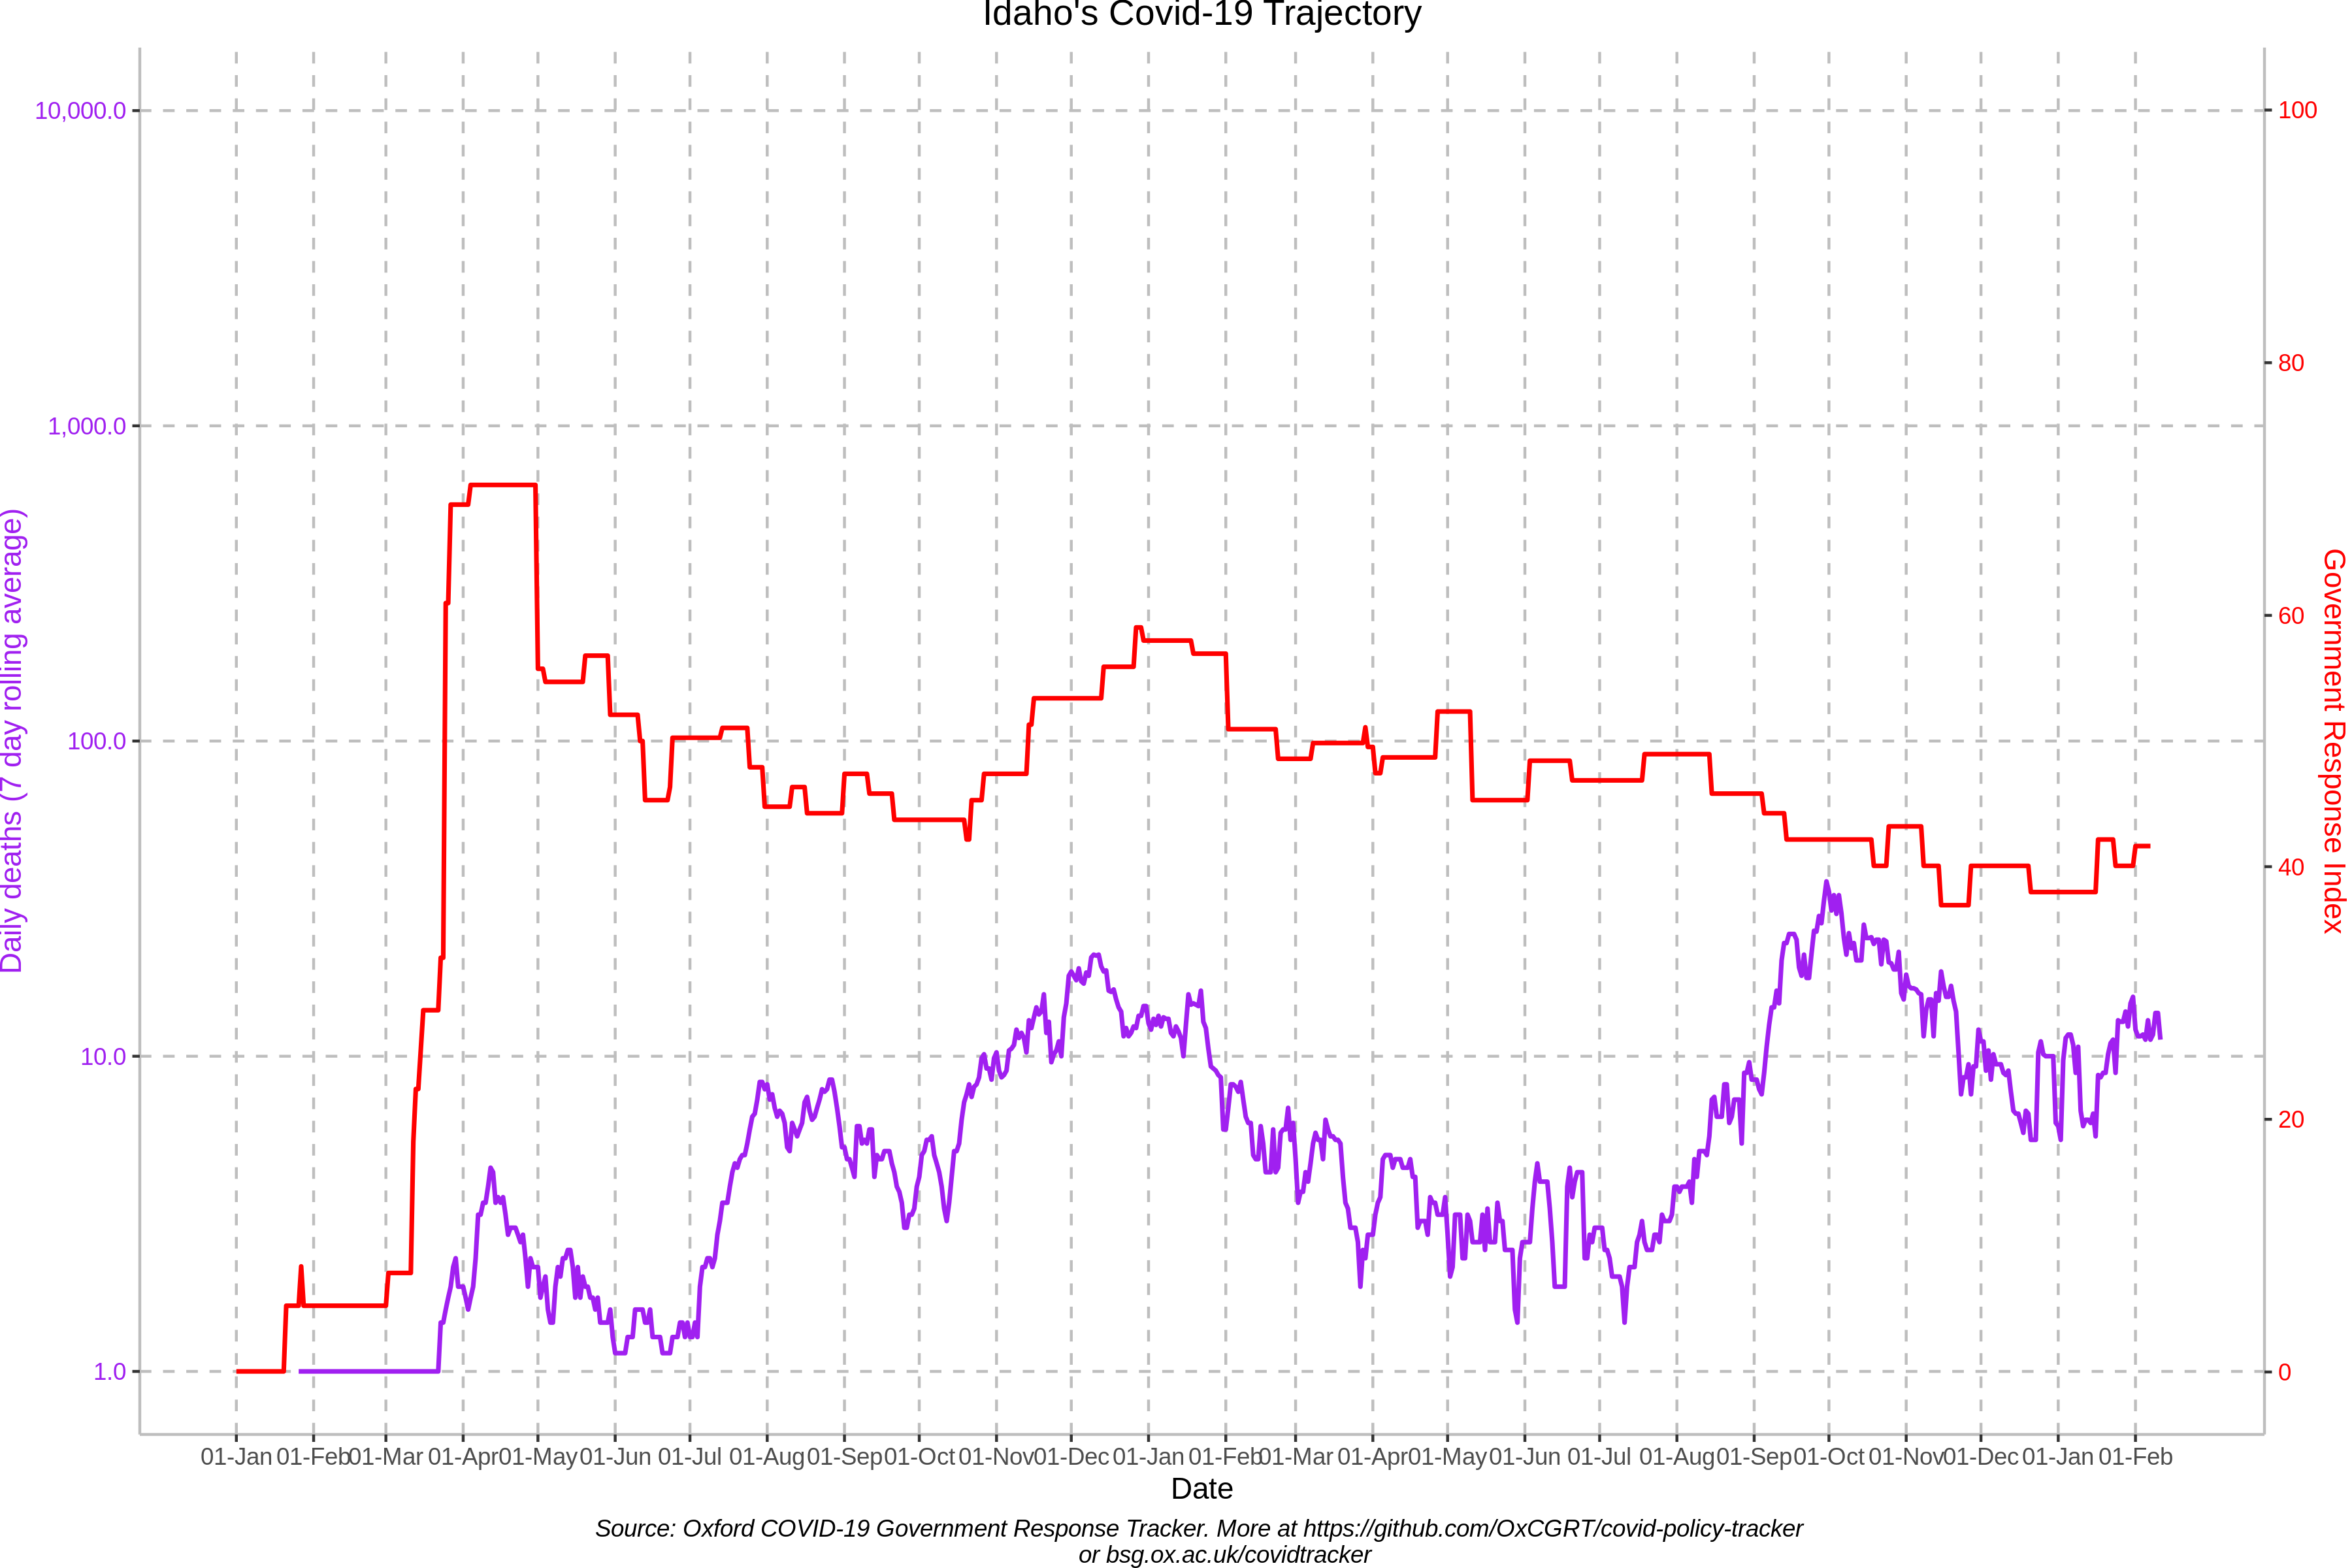 Idaho's Covid-19 Trajectory
10,000.0
1,000.0
100.0
10.0
1.0
Daily deaths (7 day rolling average)
100
80
60
40
20
0
Government Response Index
01-Jan 01-Feb 01-Mar 01-Apr 01-May 01-Jun 01-Jul 01-Aug 01-Sep 01-Oct 01-Nov 01-Dec 01-Jan 01-Feb 01-Mar 01-Apr 01-May 01-Jun 01-Jul 01-Aug 01-Sep 01-Oct 01-Nov 01-Dec 01-Jan 01-Feb
Date
Source: Oxford COVID-19 Government Response Tracker. More at https://github.com/OxCGRT/covid-policy-tracker
or bsg.ox.ac.uk/covidtracker